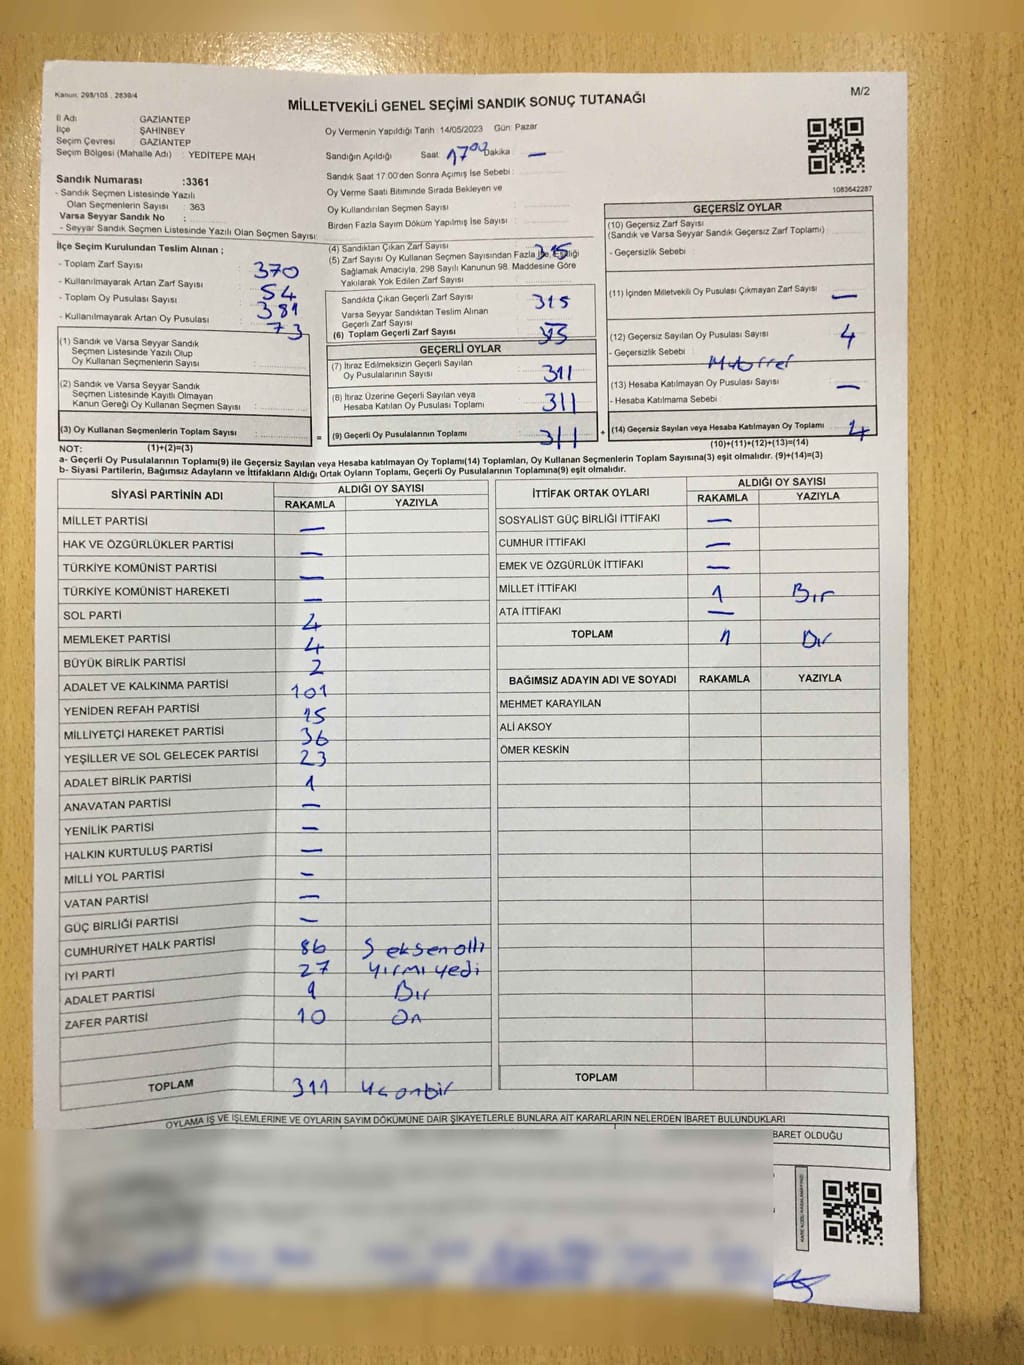 Kanun: 298/105 , 2839/4
M/2
MİLLETVEKİLİ GENEL SEÇİMİ SANDIK SONUÇ TUTANAĞI
İl Adı GAZİANTEP
İlçe ŞAHİNBEY
Seçim Çevresi GAZİANTEP
Seçim Bölgesi (Mahalle Adı) : YEDİTEPE MAH
Sandık Numarası :3361
- Sandık Seçmen Listesinde Yazılı
Olan Seçmenlerin Sayısı : 363
Varsa Seyyar Sandık No :
- Seyyar Sandık Seçmen Listesinde Yazılı Olan Seçmen Sayısı:
Oy Vermenin Yapıldığı Tarih 14/05/2023 Gün: Pazar
Sandığın Açıldığı Saat 17 00 Dakika —
Sandık Saat 17:00'den Sonra Açımış İse Sebebi :
Oy Verme Saati Bitiminde Sırada Bekleyen ve
Oy Kullandırılan Seçmen Sayısı
Birden Fazla Sayım Döküm Yapılmış İse Sayısı :
1083642287
İlçe Seçim Kurulundan Teslim Alınan ;
- Toplam Zarf Sayısı 370
- Kullanılmayarak Artan Zarf Sayısı 54
- Toplam Oy Pusulası Sayısı 381
- Kullanılmayarak Artan Oy Pusulası 73
(1) Sandık ve Varsa Seyyar Sandık
Seçmen Listesinde Yazılı Olup
Oy Kullanan Seçmenlerin Sayısı
(2) Sandık ve Varsa Seyyar Sandık
Seçmen Listesinde Kayıtlı Olmayan
Kanun Gereği Oy Kullanan Seçmen Sayısı :
(3) Oy Kullanan Seçmenlerin Toplam Sayısı :
(4) Sandıktan Çıkan Zarf Sayısı 315
(5) Zarf Sayısı Oy Kullanan Seçmen Sayısından Fazla İse, Eşitliği
Sağlamak Amacıyla, 298 Sayılı Kanunun 98. Maddesine Göre
Yakılarak Yok Edilen Zarf Sayısı
Sandıkta Çıkan Geçerli Zarf Sayısı 315
Varsa Seyyar Sandıktan Teslim Alınan
Geçerli Zarf Sayısı
(6) Toplam Geçerli Zarf Sayısı
GEÇERLİ OYLAR
(7) İtiraz Edilmeksizin Geçerli Sayılan
Oy Pusulalarının Sayısı 311
(8) İtiraz Üzerine Geçerli Sayılan veya
Hesaba Katılan Oy Pusulası Toplamı 311
= (9) Geçerli Oy Pusulalarının Toplamı 311 +
GEÇERSİZ OYLAR
(10) Geçersiz Zarf Sayısı
(Sandık ve Varsa Seyyar Sandık Geçersiz Zarf Toplamı) :
- Geçersizlik Sebebi
(11) İçinden Milletvekili Oy Pusulası Çıkmayan Zarf Sayısı —
(12) Geçersiz Sayılan Oy Pusulası Sayısı 4
- Geçersizlik Sebebi
(13) Hesaba Katılmayan Oy Pusulası Sayısı —
- Hesaba Katılmama Sebebi
(14) Geçersiz Sayılan veya Hesaba Katılmayan Oy Toplamı 4
NOT: (1)+(2)=(3) (10)+(11)+(12)+(13)=(14)
a- Geçerli Oy Pusulalarının Toplamı(9) ile Geçersiz Sayılan veya Hesaba katılmayan Oy Toplamı(14) Toplamları, Oy Kullanan Seçmenlerin Toplam Sayısına(3) eşit olmalıdır. (9)+(14)=(3)
b- Siyasi Partilerin, Bağımsız Adayların ve İttifakların Aldığı Ortak Oyların Toplamı, Geçerli Oy Pusulalarının Toplamına(9) eşit olmalıdır.
SİYASİ PARTİNİN ADI ALDIĞI OY SAYISI
RAKAMLA YAZIYLA
MİLLET PARTİSİ —
HAK VE ÖZGÜRLÜKLER PARTİSİ —
TÜRKİYE KOMÜNİST PARTİSİ —
TÜRKİYE KOMÜNİST HAREKETİ —
SOL PARTİ 4
MEMLEKET PARTİSİ 4
BÜYÜK BİRLİK PARTİSİ 2
ADALET VE KALKINMA PARTİSİ 101
YENİDEN REFAH PARTİSİ 15
MİLLİYETÇİ HAREKET PARTİSİ 36
YEŞİLLER VE SOL GELECEK PARTİSİ 23
ADALET BİRLİK PARTİSİ 1
ANAVATAN PARTİSİ —
YENİLİK PARTİSİ —
HALKIN KURTULUŞ PARTİSİ —
MİLLİ YOL PARTİSİ —
VATAN PARTİSİ —
GÜÇ BİRLİĞİ PARTİSİ —
CUMHURİYET HALK PARTİSİ 86 Seksen altı
İYİ PARTİ 27 Yırmı yedi
ADALET PARTİSİ 1 Bır
ZAFER PARTİSİ 10 On
TOPLAM 311 Uç onbir
İTTİFAK ORTAK OYLARI ALDIĞI OY SAYISI
RAKAMLA YAZIYLA
SOSYALİST GÜÇ BİRLİĞİ İTTİFAKI —
CUMHUR İTTİFAKI —
EMEK VE ÖZGÜRLÜK İTTİFAKI —
MİLLET İTTİFAKI 1 Bır
ATA İTTİFAKI —
TOPLAM 1 Bır
BAĞIMSIZ ADAYIN ADI VE SOYADI RAKAMLA YAZIYLA
MEHMET KARAYILAN
ALİ AKSOY
ÖMER KESKİN
TOPLAM
OYLAMA İŞ VE İŞLEMLERİNE VE OYLARIN SAYIM DÖKÜMÜNE DAİR ŞİKAYETLERLE BUNLARA AİT KARARLARIN NELERDEN İBARET BULUNDUKLARI
BARET OLDUĞU